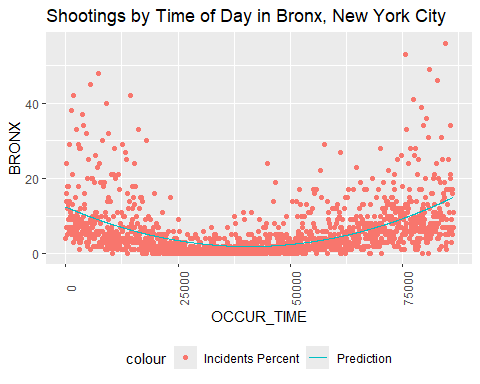 Shootings by Time of Day in Bronx, New York City
BRONX
40
20
0
0
25000
50000
75000
OCCUR_TIME
colour
Incidents Percent
Prediction